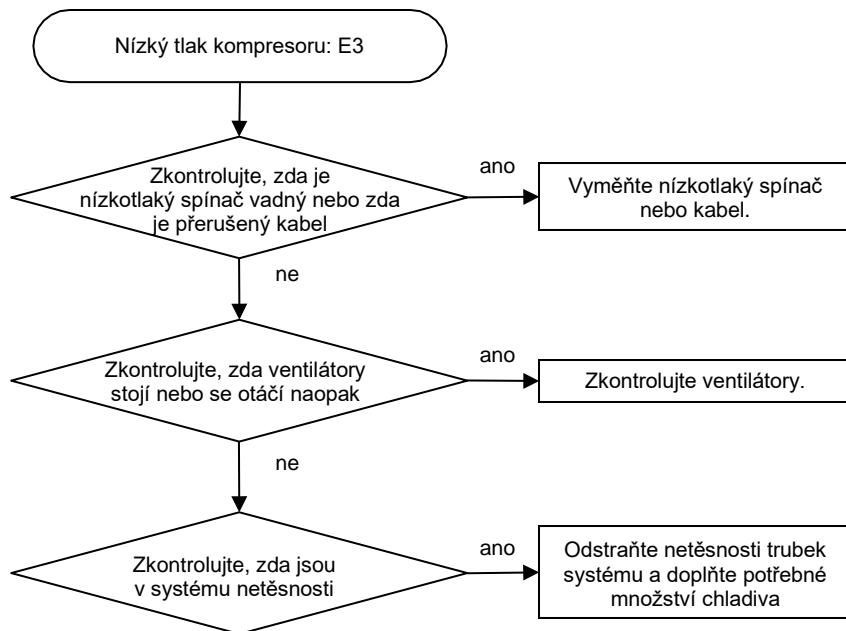 Nízký tlak kompresoru: E3
Zkontrolujte, zda je
nízkotlaký spínač vadný nebo zda
je přerušený kabel
ano
Vyměňte nízkotlaký spínač
nebo kabel.
ne
Zkontrolujte, zda ventilátory
stojí nebo se otáčí naopak
ano
Zkontrolujte ventilátory.
ne
Zkontrolujte, zda jsou
v systému netěsnosti
ano
Odstraňte netěsnosti trubek
systému a doplňte potřebné
množství chladiva